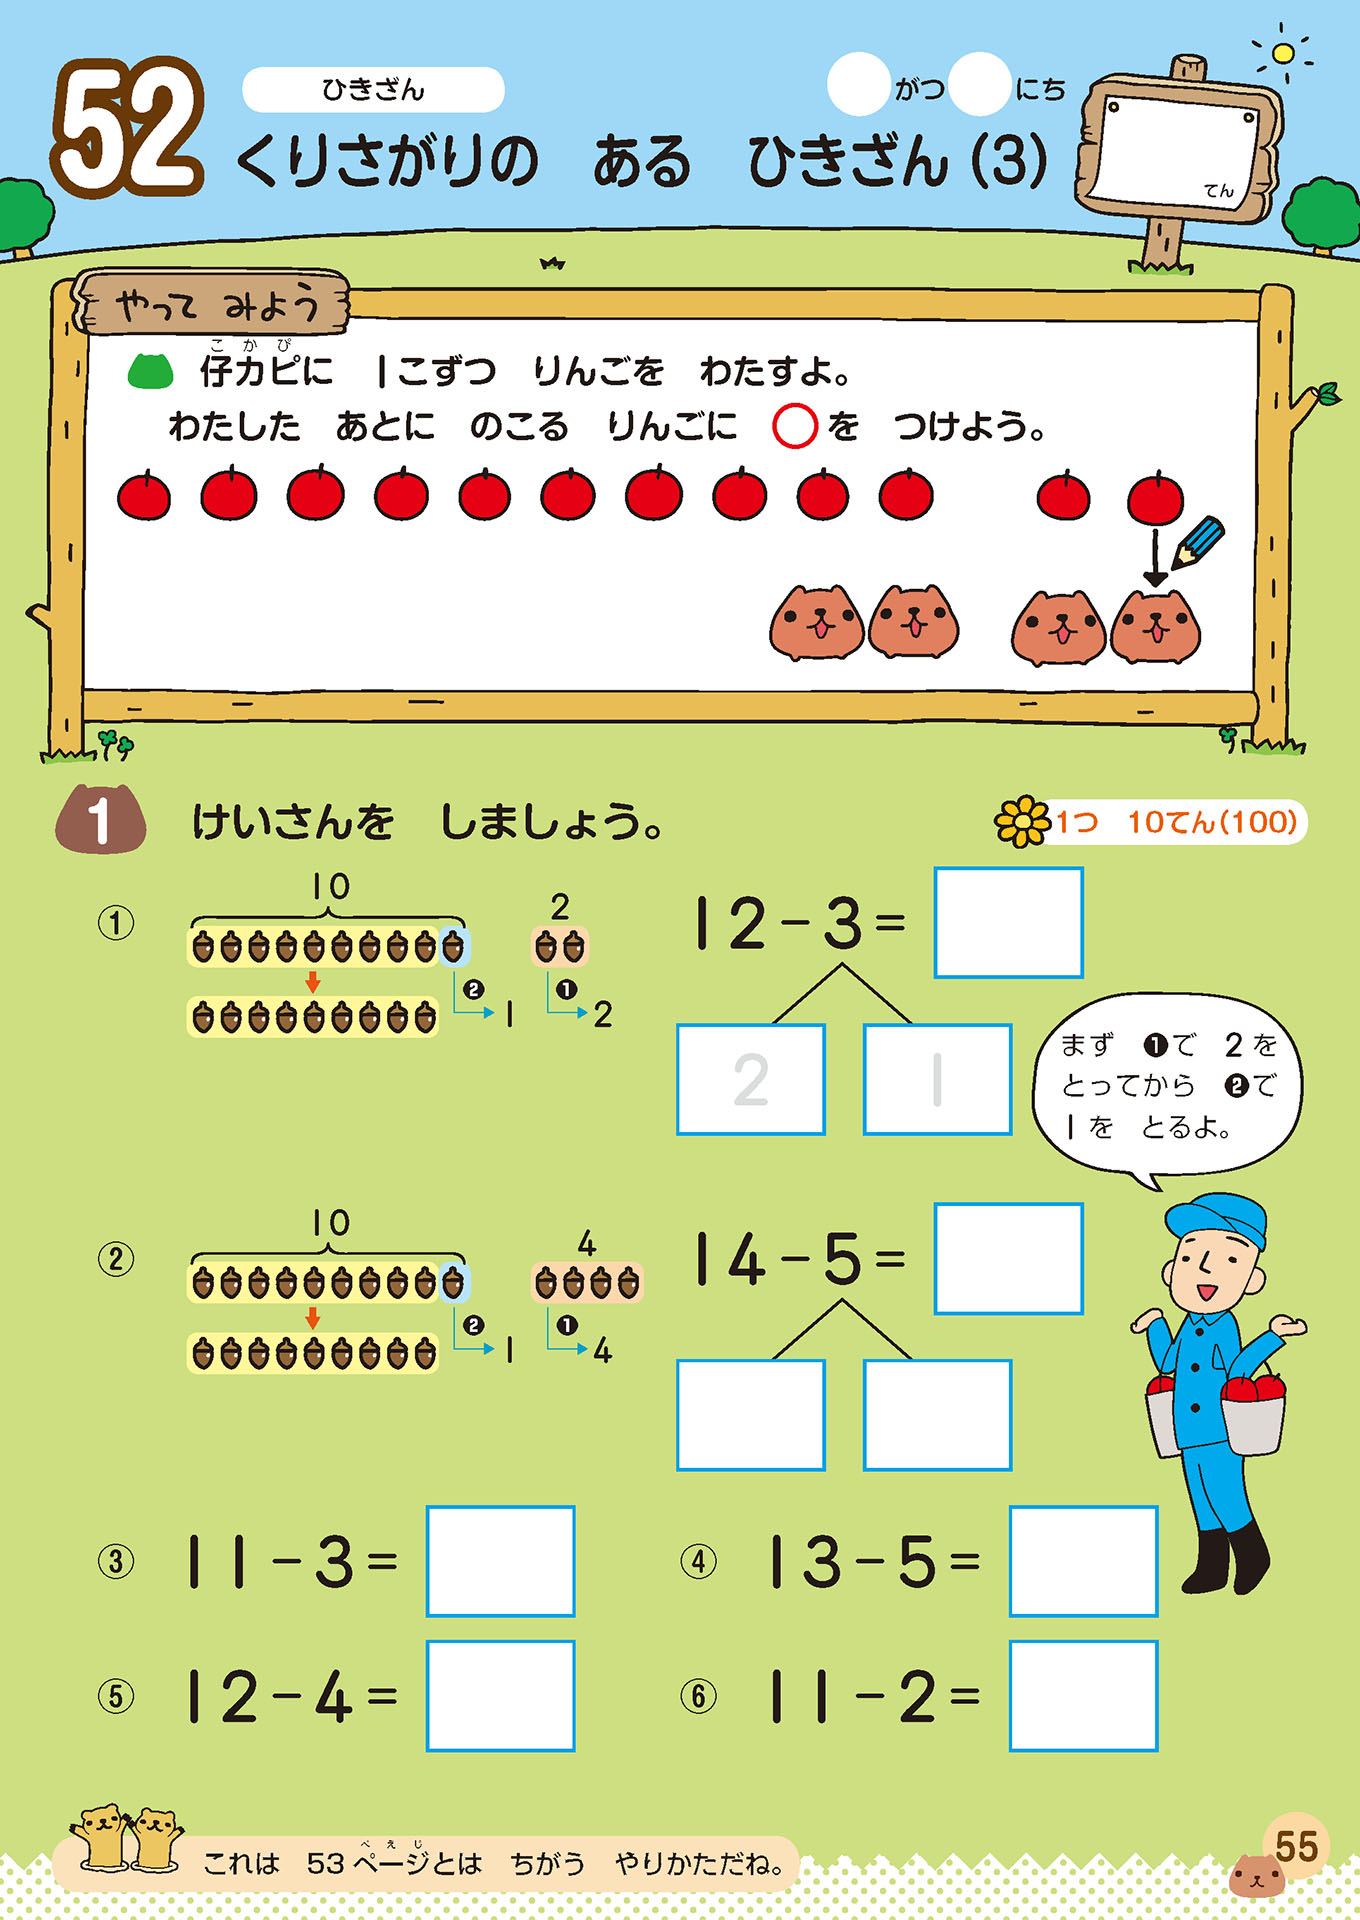 52
ひきざん
がつ にち
くりさがりの ある ひきざん(3)
てん
やって みよう
こかぴ
仔カピに 1こずつ りんごを わたすよ。
わたした あとに のこる りんごに ○を つけよう。
1 けいさんを しましょう。
1つ 10てん(100)
① 10 2
❷ 1 ❶ 2
12-3=
2 1
まず ❶で 2を
とってから ❷で
1を とるよ。
② 10 4
❷ 1 ❶ 4
14-5=
③ 11-3=
④ 13-5=
⑤ 12-4=
⑥ 11-2=
ぺえじ
これは 53ページとは ちがう やりかただね。
55